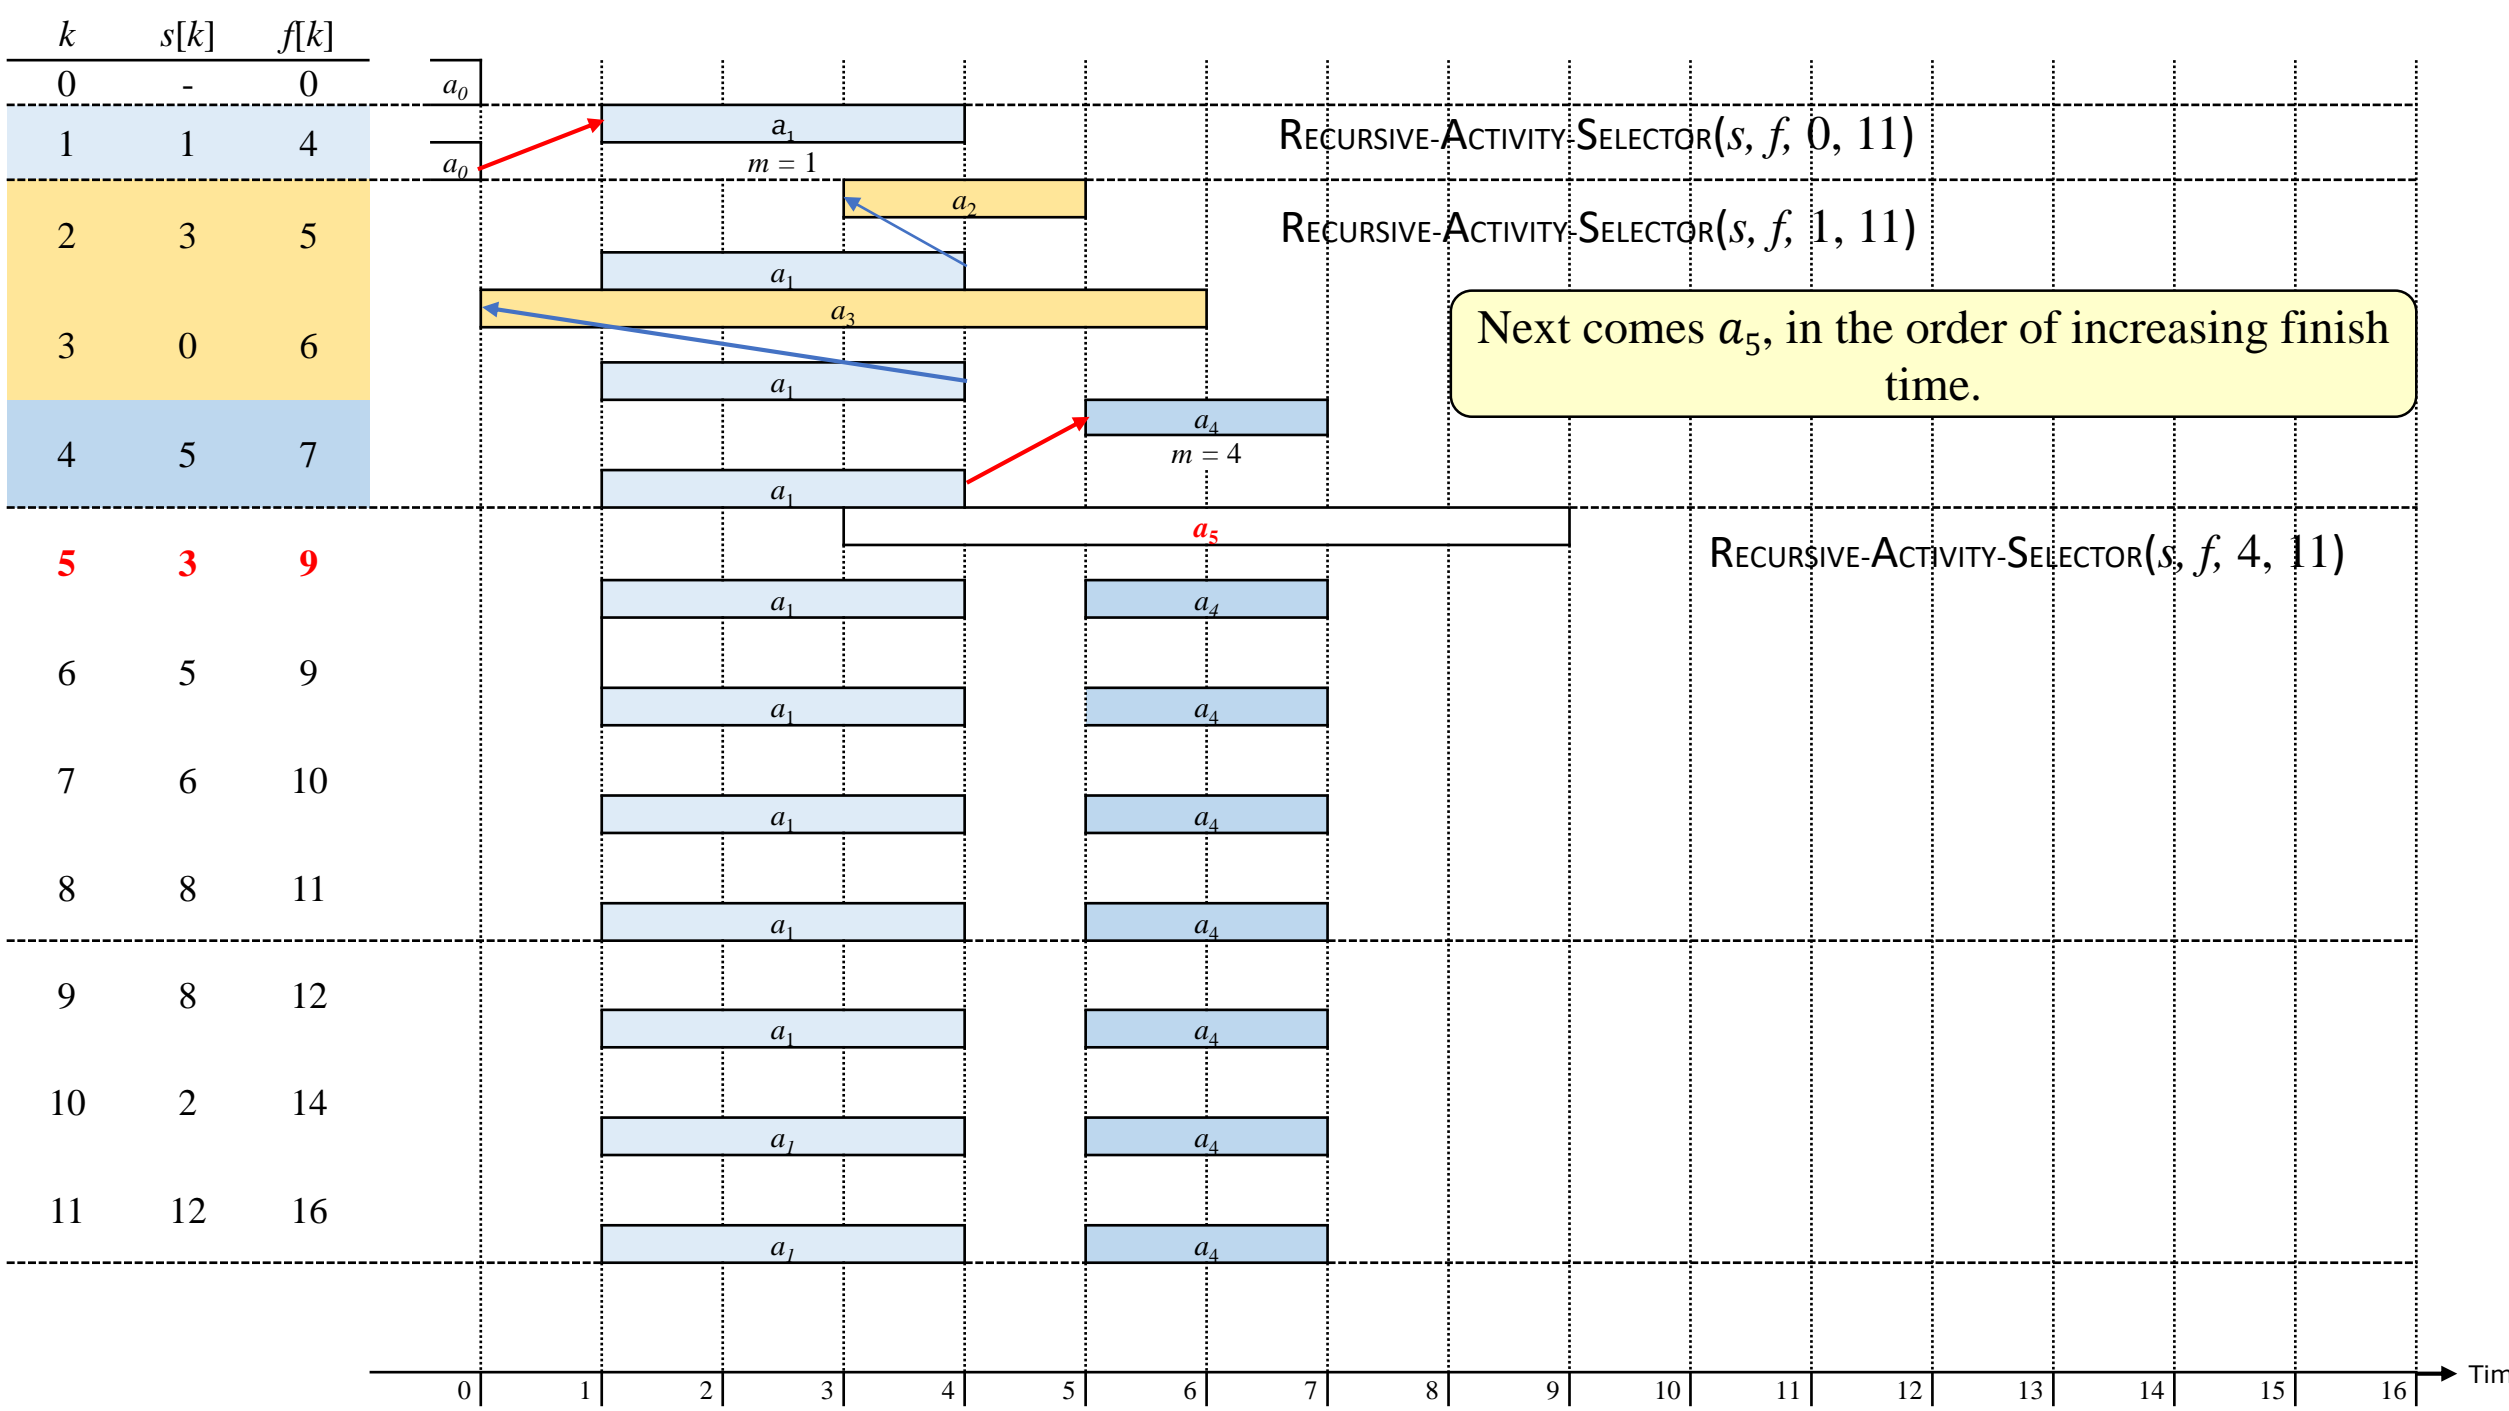 k s[k] f[k]
0 - 0 a0
1 1 4 a1
a0 m = 1
RECURSIVE-ACTIVITY-SELECTOR(s, f, 0, 11)
a2
2 3 5
RECURSIVE-ACTIVITY-SELECTOR(s, f, 1, 11)
a1
a3
3 0 6
Next comes a5, in the order of increasing finish
time.
a1
a4
4 5 7 m = 4
a1
a5
5 3 9
RECURSIVE-ACTIVITY-SELECTOR(s, f, 4, 11)
a1 a4
6 5 9
a1 a4
7 6 10
a1 a4
8 8 11
a1 a4
9 8 12
a1 a4
10 2 14
a1 a4
11 12 16
a1 a4
0 1 2 3 4 5 6 7 8 9 10 11 12 13 14 15 16 Tim